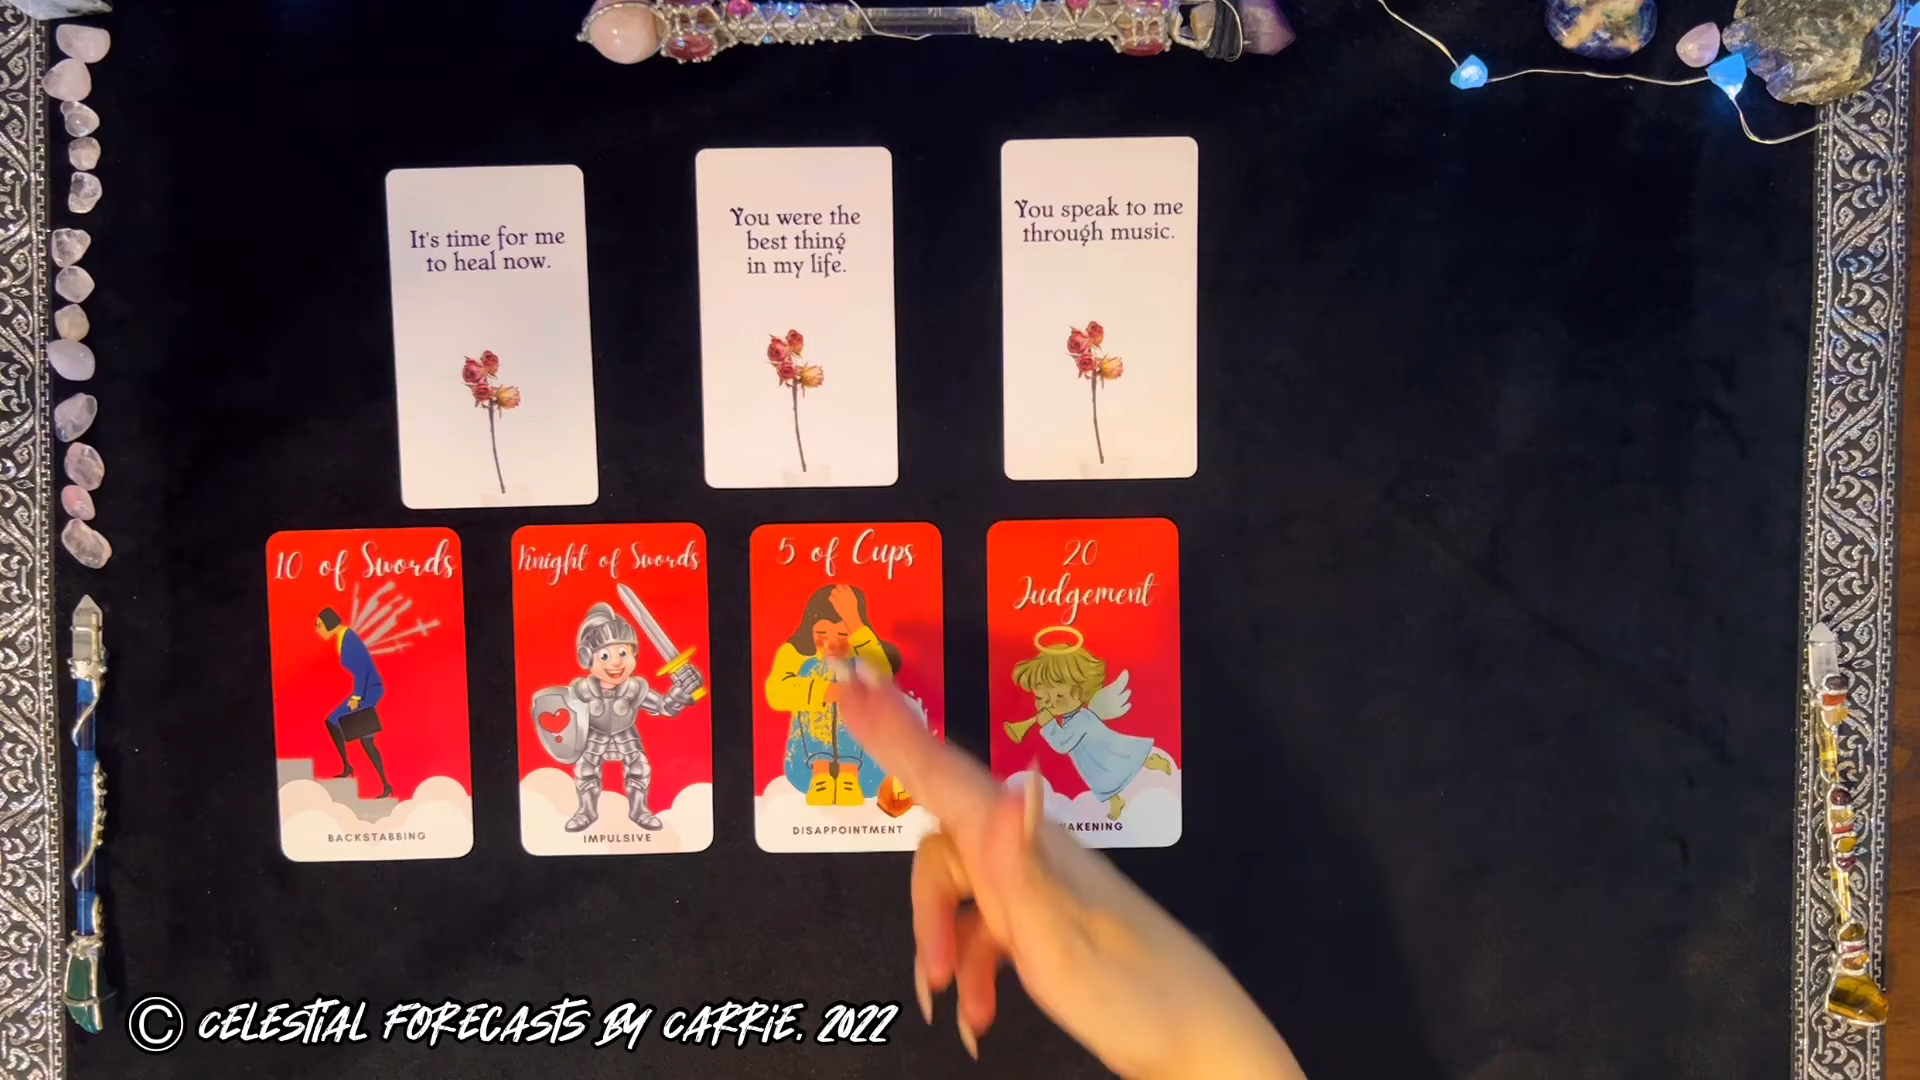 It's time for me
to heal now.
You were the
best thing
in my life.
You speak to me
through music.
10 of Swords
BACKSTABBING
Knight of Swords
IMPULSIVE
5 of Cups
DISAPPOINTMENT
20
Judgement
© CELESTIAL FORECASTS BY CARRIE. 2022